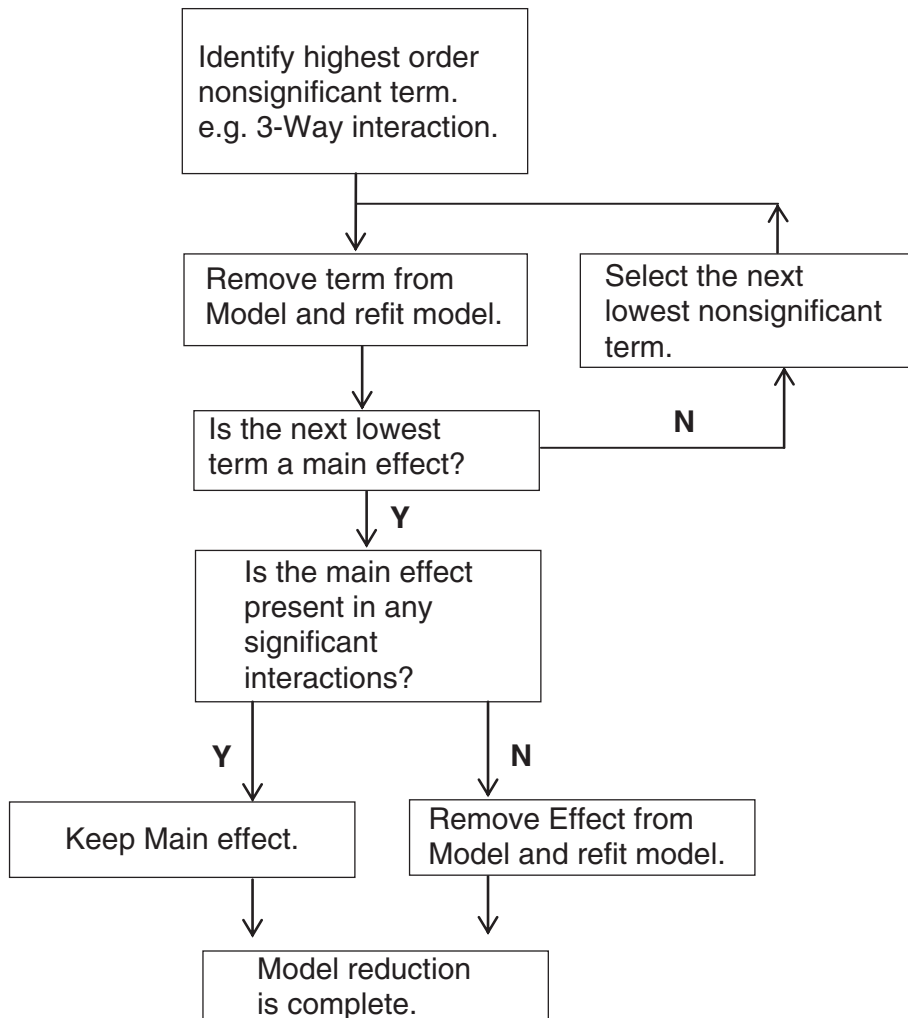 Identify highest order
nonsignificant term.
e.g. 3-Way interaction.
Remove term from
Model and refit model.
Select the next
lowest nonsignificant
term.
Is the next lowest
term a main effect?
N
Y
Is the main effect
present in any
significant
interactions?
Y
N
Keep Main effect.
Remove Effect from
Model and refit model.
Model reduction
is complete.